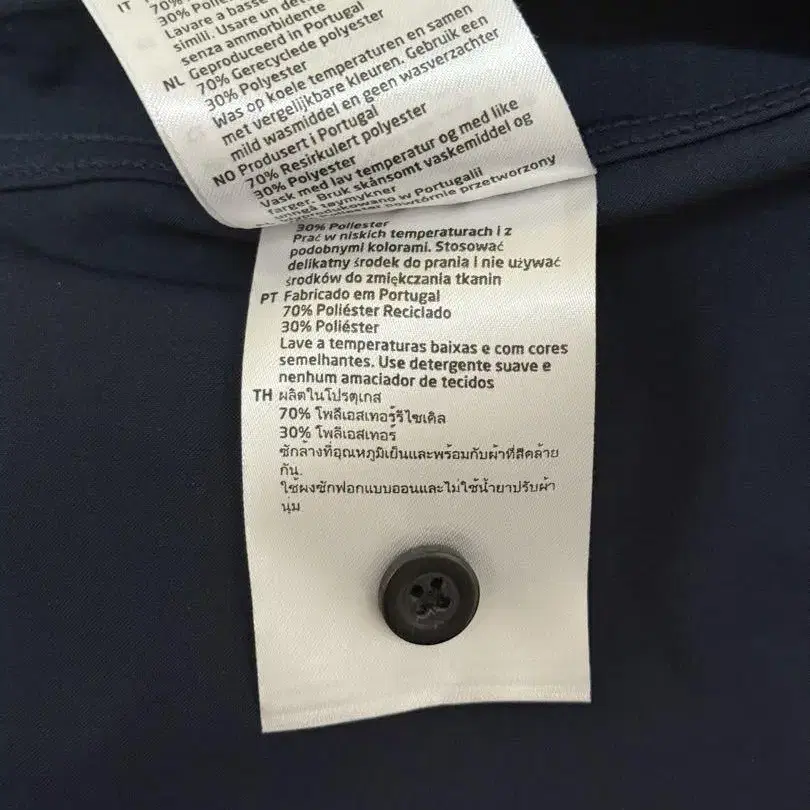 IT 70%
30% Poli
Lavare a basse
simili. Usare un de
senza ammorbidente
NL Geproduceerd in Portugal
70% Gerecyclede polyester
30% Polyester
Was op koele temperaturen en samen
met vergelijkbare kleuren. Gebruik een
mild wasmiddel en geen wasverzachter
NO Produsert i Portugal
70% Resirkulert polyester
30% Polyester
Vask med lav temperatur og med like
farger. Bruk skånsomt vaskemiddel og
unngå tøymykner
Wyprodukowano w Portugalii
powtórnie przetworzony
30% Poliester
Prać w niskich temperaturach i z
podobnymi kolorami. Stosować
delikatny środek do prania i nie używać
środków do zmiękczania tkanin
PT Fabricado em Portugal
70% Poliéster Reciclado
30% Poliéster
Lave a temperaturas baixas e com cores
semelhantes. Use detergente suave e
nenhum amaciador de tecidos
TH ผลิตในโปรตุเกส
70% โพลีเอสเทอร์รีไซเคิล
30% โพลีเอสเทอร์
ซักล้างที่อุณหภูมิเย็นและพร้อมกับผ้าที่สีคล้าย
กัน.
ใช้ผงซักฟอกแบบอ่อนและไม่ใช้น้ำยาปรับผ้า
นุ่ม